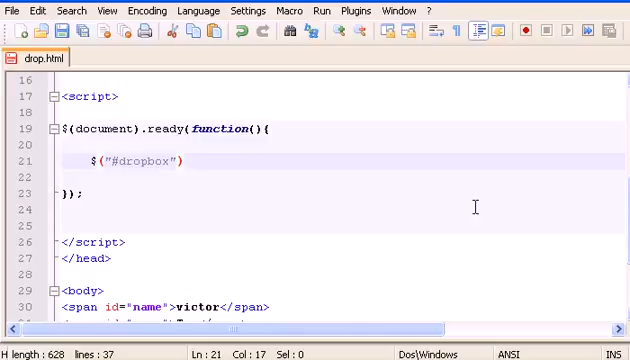 File Edit Search View Encoding Language Settings Macro Run Plugins Window ?
drop.html
16
17 <script>
18
19 $(document).ready(function(){
20
21 $("#dropbox")
22
23 });
24
25
26 </script>
27 </head>
28
29 <body>
30 <span id="name">victor</span>
H length : 628 lines : 37 Ln : 21 Col : 17 Sel : 0 Dos\Windows ANSI INS